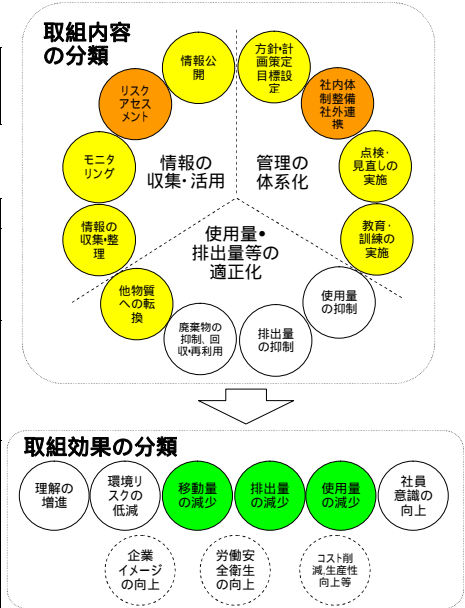 取組内容
の分類
情報公
開
方針・計
画策定
目標設
定
リスク
アセス
メント
社内体
制整備
社外連
携
モニタ
リング
情報の
収集・活用
管理の
体系化
点検・
見直しの
実施
情報の
収集・整
理
使用量・
排出量等の
適正化
教育・
訓練の
実施
他物質
への転
換
廃棄物の
抑制、回
収・再利用
排出量
の抑制
使用量
の抑制
取組効果の分類
理解の
増進
環境リ
スクの
低減
移動量
の減少
排出量
の減少
使用量
の減少
社員
意識の
向上
企業
イメージ
の向上
労働安
全衛生
の向上
コスト削
減、生産性
向上等